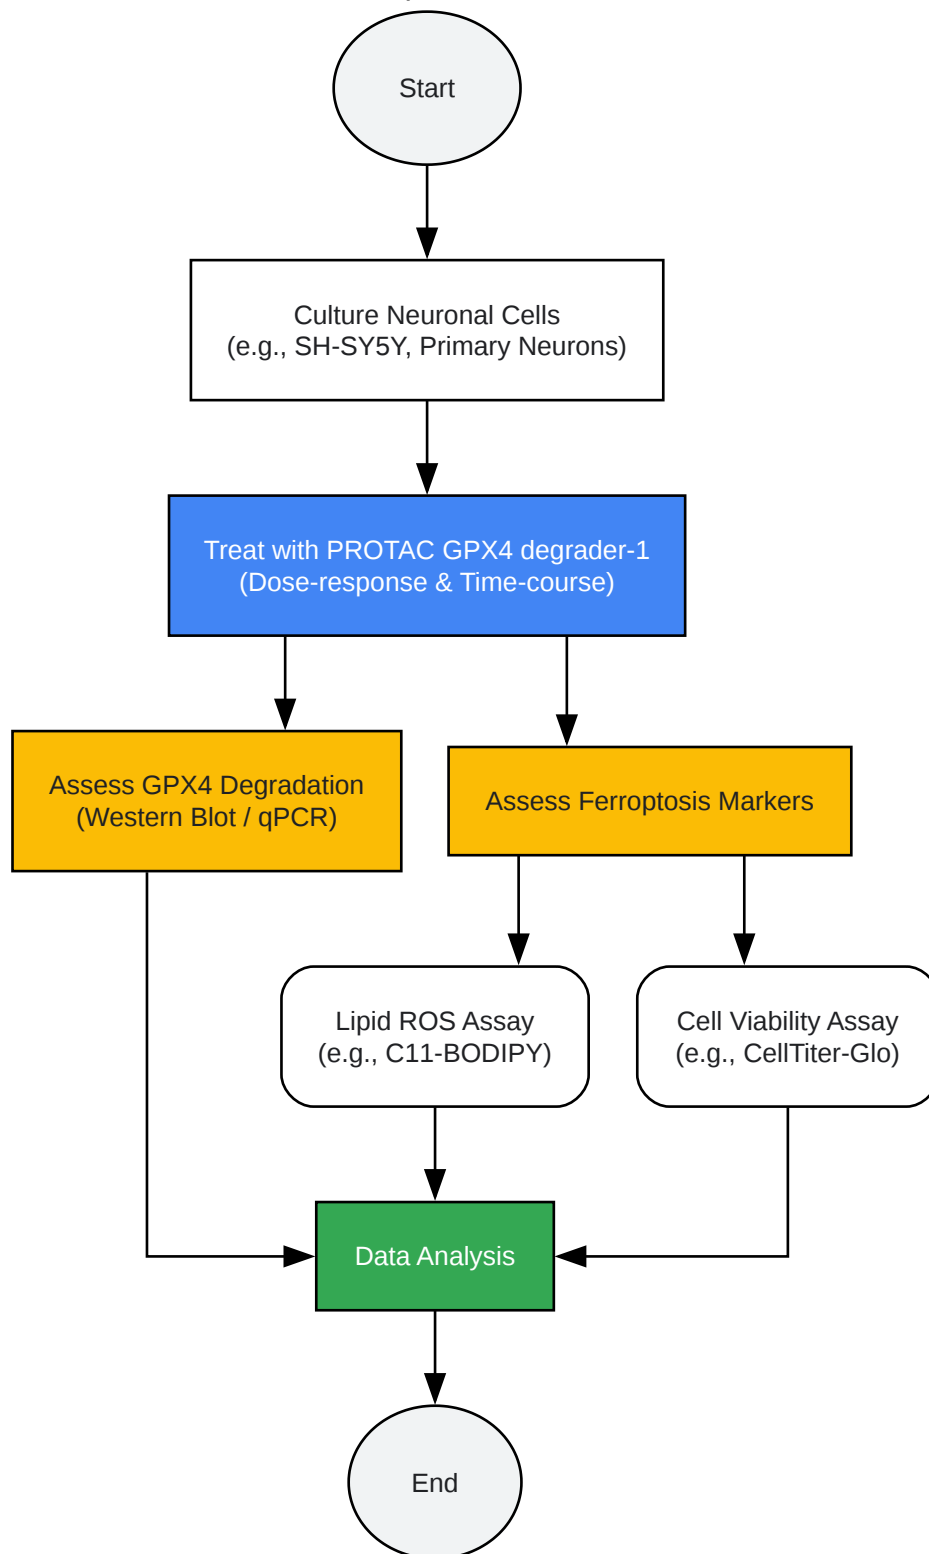 Start
Culture Neuronal Cells
(e.g., SH-SY5Y, Primary Neurons)
Treat with PROTAC GPX4 degrader-1
(Dose-response & Time-course)
Assess GPX4 Degradation
(Western Blot / qPCR)
Assess Ferroptosis Markers
Lipid ROS Assay
(e.g., C11-BODIPY)
Cell Viability Assay
(e.g., CellTiter-Glo)
Data Analysis
End